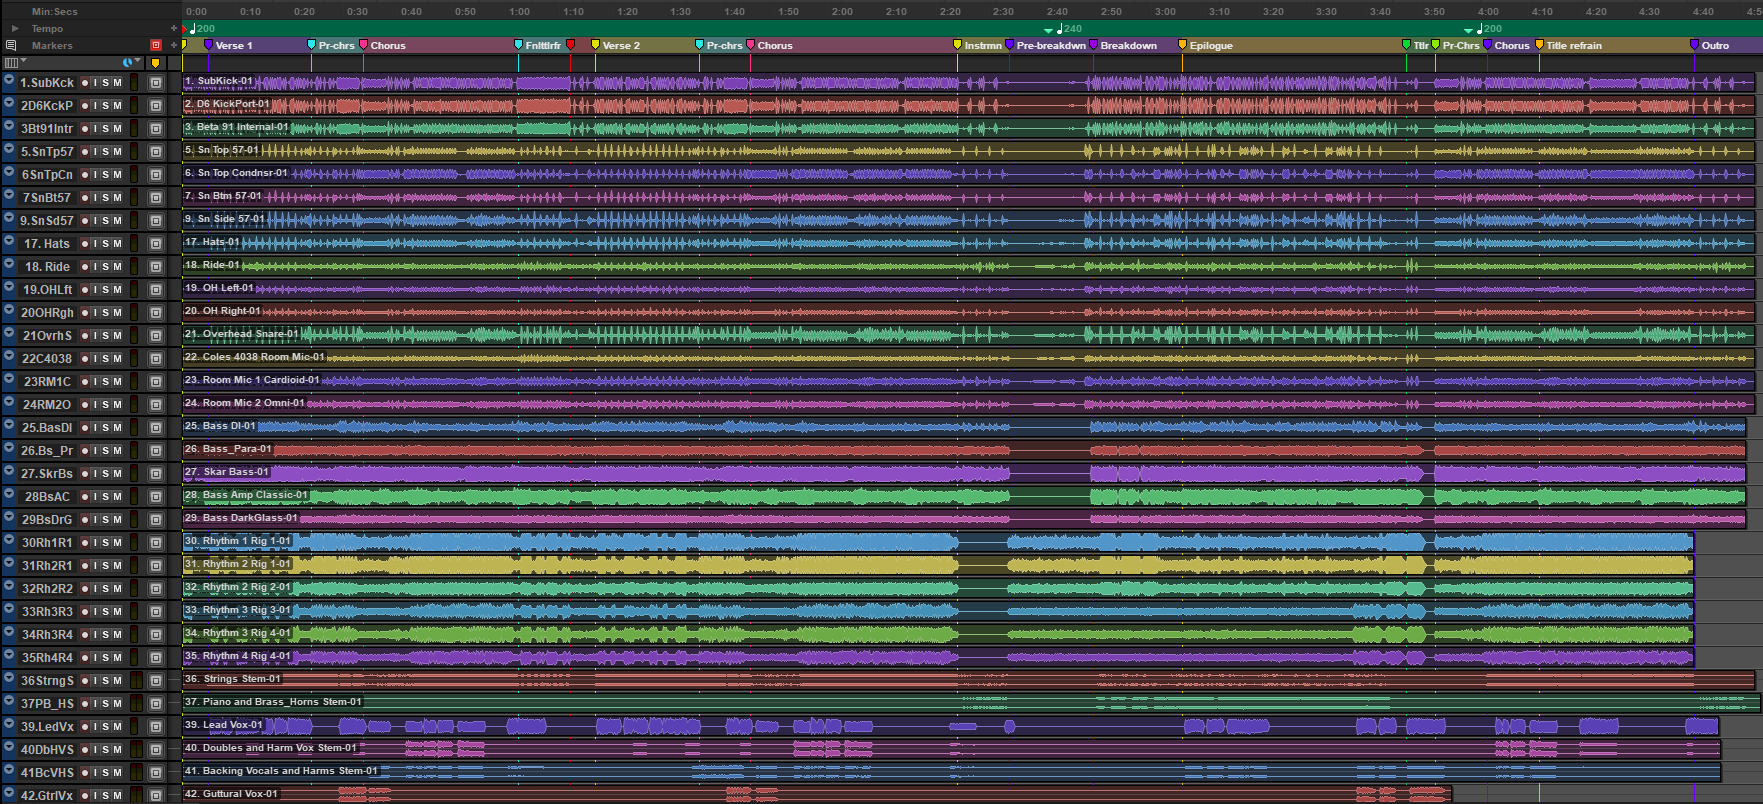 Min:Secs 0:00 0:10 0:20 0:30 0:40 0:50 1:00 1:10 1:20 1:30 1:40 1:50 2:00 2:10 2:20 2:30 2:40 2:50 3:00 3:10 3:20 3:30 3:40 3:50 4:00 4:10 4:20 4:30 4:40
Tempo + 200 240 200
Markers + Verse 1 Pr-chrs Chorus FnlttIrfr Verse 2 Pr-chrs Chorus Instrmn Pre-breakdwn Breakdown Epilogue Ttlr Pr-Chrs Chorus Title refrain Outro
1.SubKck I S M 1. SubKick-01
2D6KckP I S M 2. D6 KickPort-01
3Bt91Intr I S M 3. Beta 91 Internal-01
5.SnTp57 I S M 5. Sn Top 57-01
6SnTpCn I S M 6. Sn Top Condnsr-01
7SnBt57 I S M 7. Sn Btm 57-01
9.SnSd57 I S M 9. Sn Side 57-01
17. Hats I S M 17. Hats-01
18. Ride I S M 18. Ride-01
19.OHLft I S M 19. OH Left-01
20OHRgh I S M 20. OH Right-01
21OvrhS I S M 21. Overhead Snare-01
22C4038 I S M 22. Coles 4038 Room Mic-01
23RM1C I S M 23. Room Mic 1 Cardioid-01
24RM2O I S M 24. Room Mic 2 Omni-01
25.BasDI I S M 25. Bass DI-01
26.Bs_Pr I S M 26. Bass_Para-01
27.SkrBs I S M 27. Skar Bass-01
28BsAC I S M 28. Bass Amp Classic-01
29BsDrG I S M 29. Bass DarkGlass-01
30Rh1R1 I S M 30. Rhythm 1 Rig 1-01
31Rh2R1 I S M 31. Rhythm 2 Rig 1-01
32Rh2R2 I S M 32. Rhythm 2 Rig 2-01
33Rh3R3 I S M 33. Rhythm 3 Rig 3-01
34Rh3R4 I S M 34. Rhythm 3 Rig 4-01
35Rh4R4 I S M 35. Rhythm 4 Rig 4-01
36StrngS I S M 36. Strings Stem-01
37PB_HS I S M 37. Piano and Brass_Horns Stem-01
39.LedVx I S M 39. Lead Vox-01
40DbHVS I S M 40. Doubles and Harm Vox Stem-01
41BcVHS I S M 41. Backing Vocals and Harms Stem-01
42.GtrlVx I S M 42. Guttural Vox-01